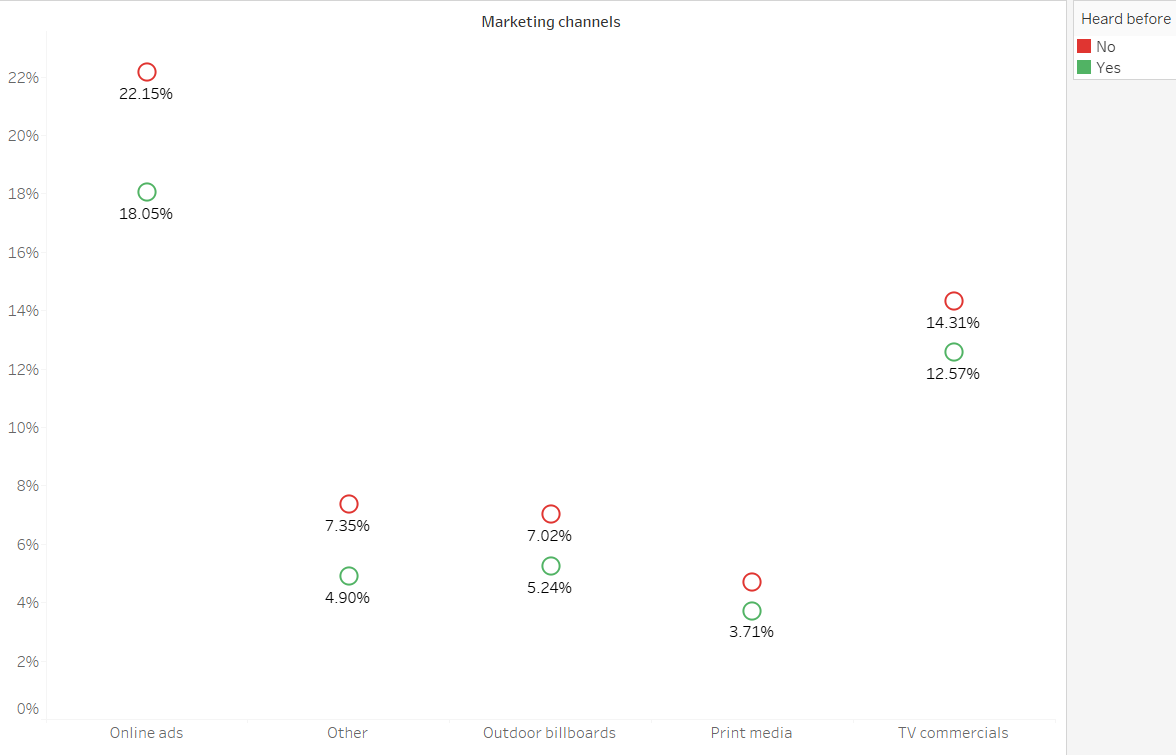 Marketing channels
Heard before
No
Yes
22%
20%
18%
16%
14%
12%
10%
8%
6%
4%
2%
0%
22.15%
18.05%
7.35%
4.90%
7.02%
5.24%
3.71%
14.31%
12.57%
Online ads
Other
Outdoor billboards
Print media
TV commercials